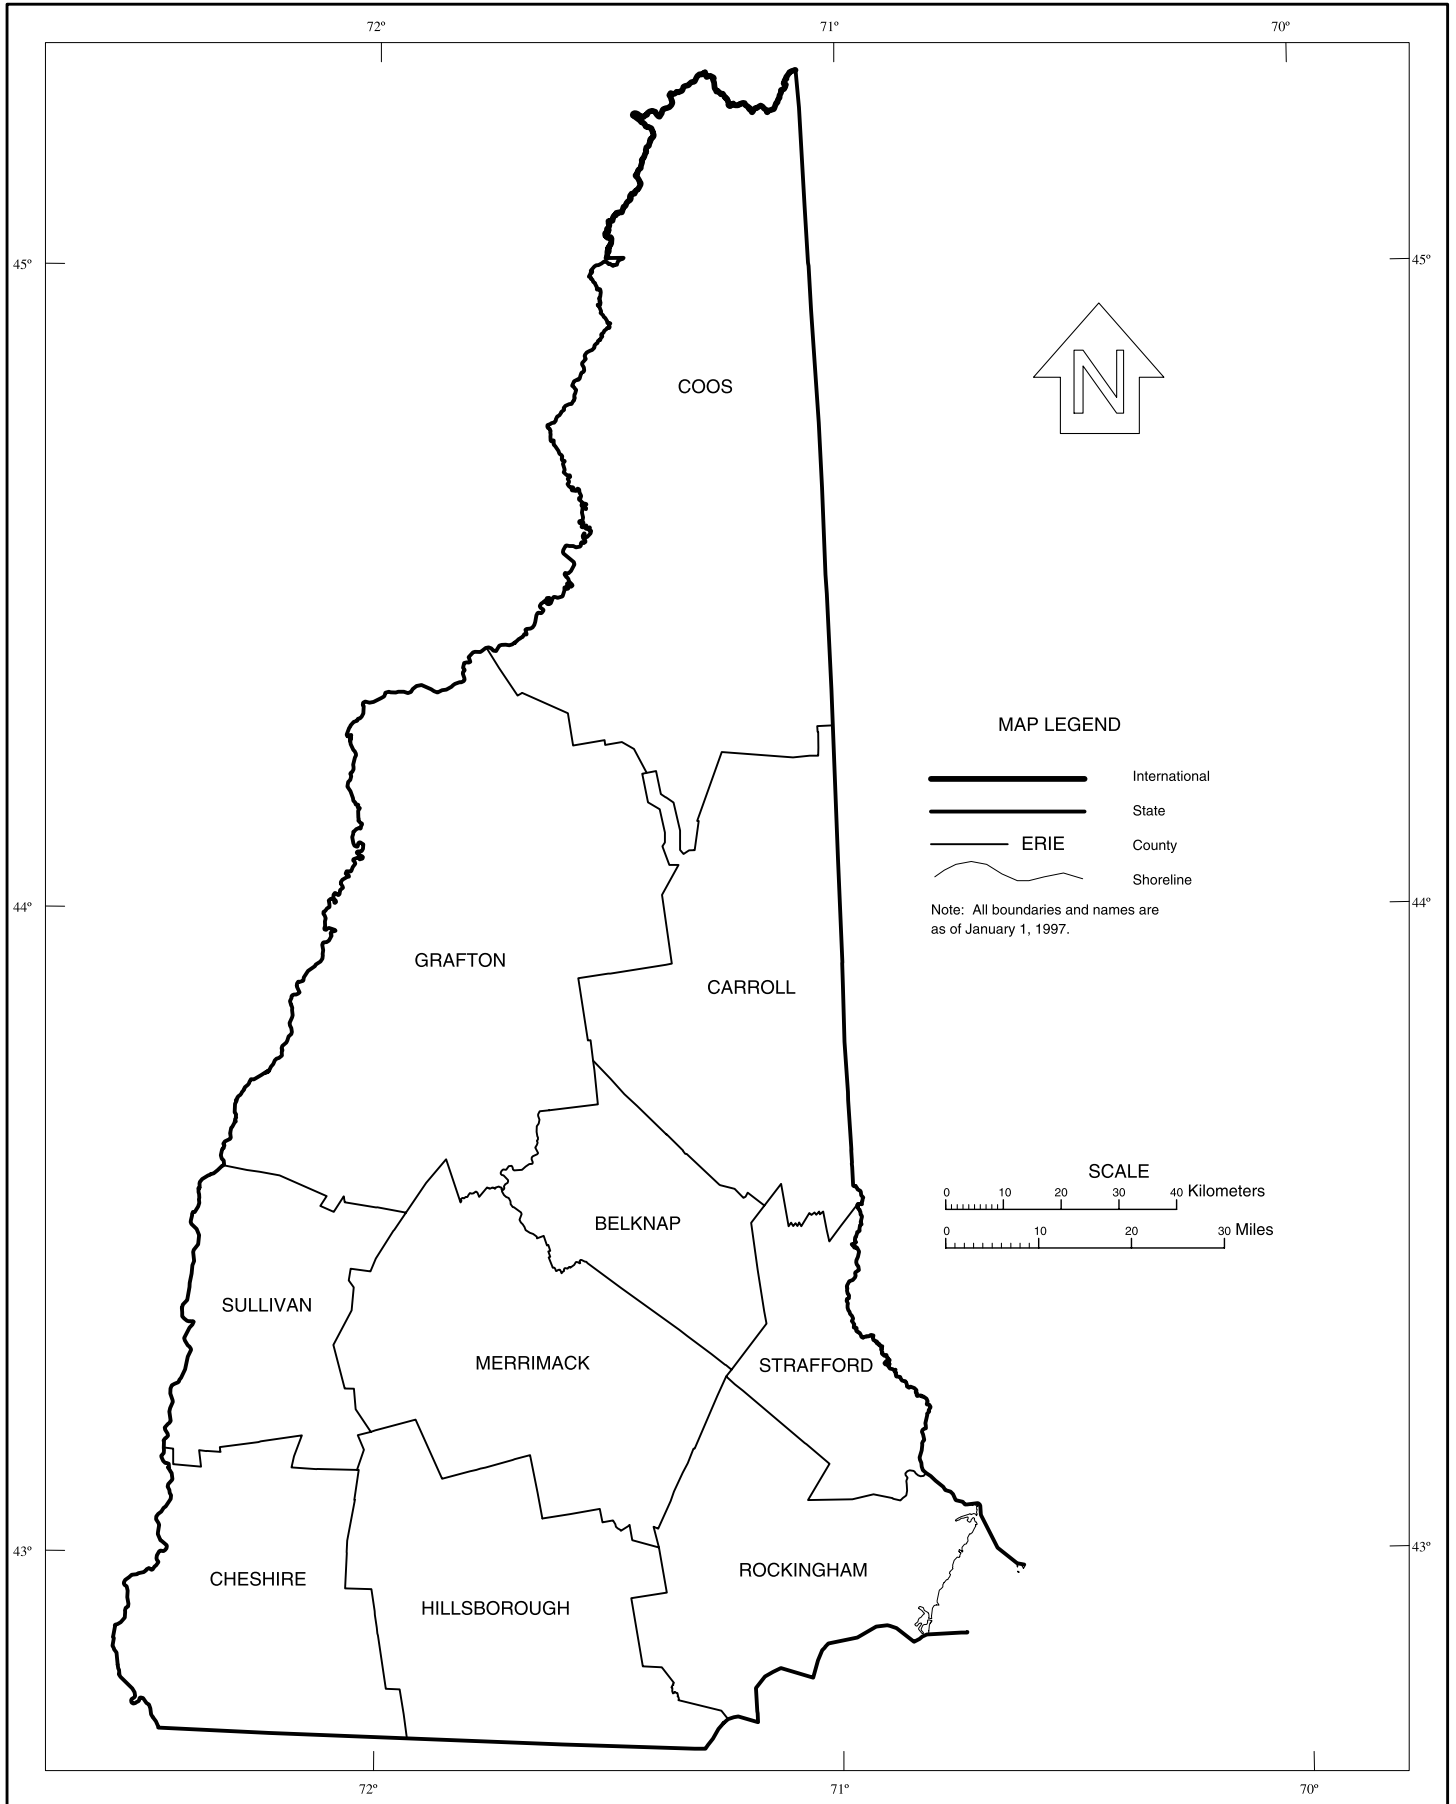 72º 71º 70º
45º 45º
COOS
N
MAP LEGEND
International
State
ERIE County
Shoreline
44º 44º
Note: All boundaries and names are
as of January 1, 1997.
GRAFTON
CARROLL
SCALE
0 10 20 30 40 Kilometers
BELKNAP
0 10 20 30 Miles
SULLIVAN
MERRIMACK
STRAFFORD
43º 43º
ROCKINGHAM
CHESHIRE
HILLSBOROUGH
72º 71º 70º